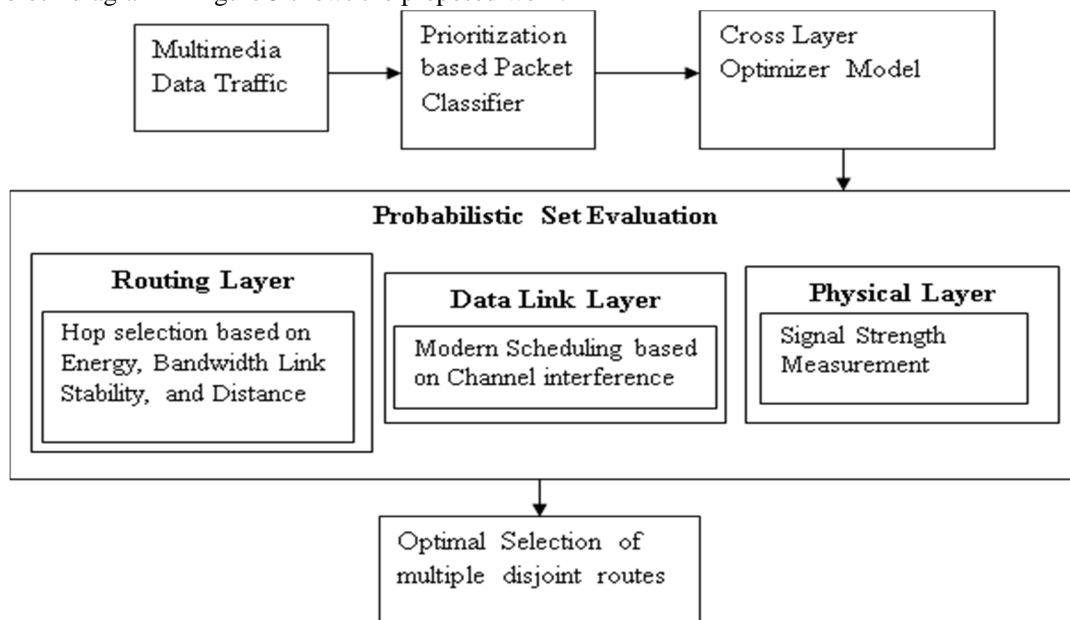 Multimedia
Data Traffic
Prioritization
based Packet
Classifier
Cross Layer
Optimizer Model
Probabilistic Set Evaluation
Routing Layer
Hop selection based on
Energy, Bandwidth Link
Stability, and Distance
Data Link Layer
Modern Scheduling based
on Channel interference
Physical Layer
Signal Strength
Measurement
Optimal Selection of
multiple disjoint routes